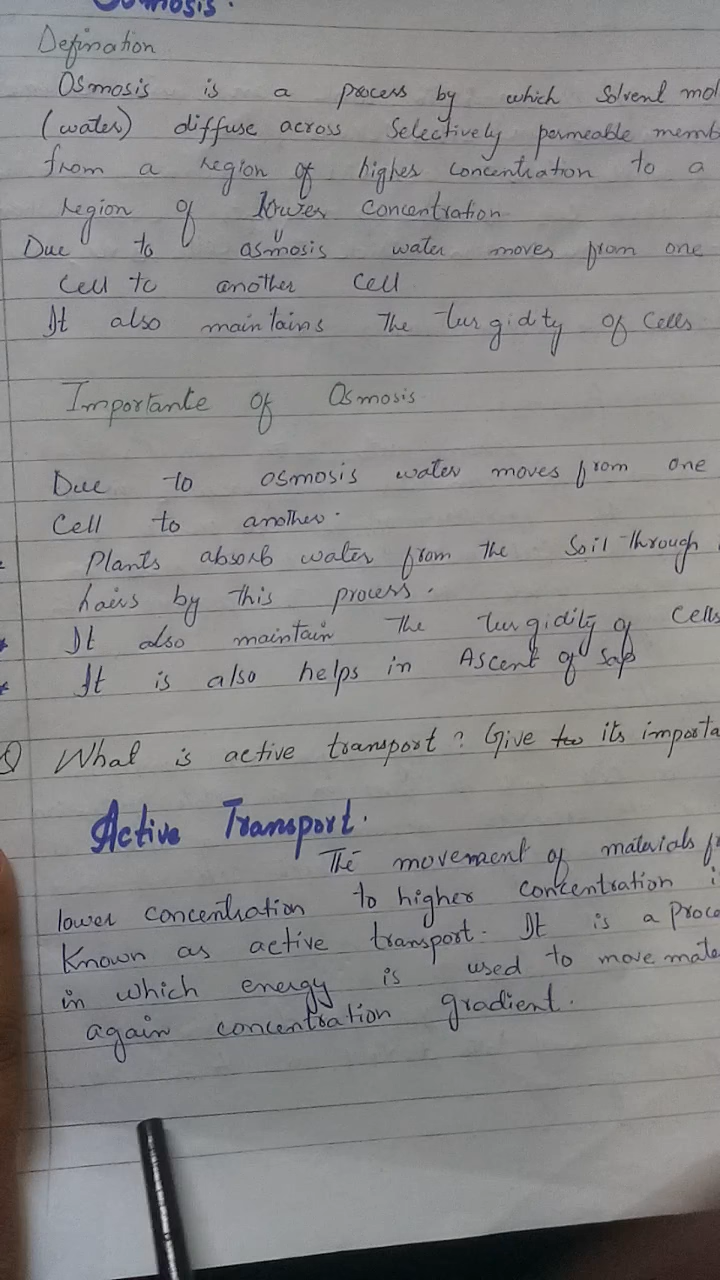 Osmosis.
Defination
Osmosis is a process by which Solvent mol
(water) diffuse across Selectively permeable memb
from a region of higher concentration to a
region of lower concentration
Due to osmosis water moves from one
Cell to another Cell
It also maintains The turgidity of Cells
Importante of Osmosis
Due to osmosis water moves from one
Cell to another.
Plants absorb water from the Soil through
hairs by this process.
* It also maintain The turgidity of Cells
* It is also helps in Ascent of Sap
Q What is active transport? Give its importa
Active Transport.
The movement of materials f
lower concentration to higher concentration i
Known as active transport. It is a Proce
in which energy is used to move mate
again concentration gradient.